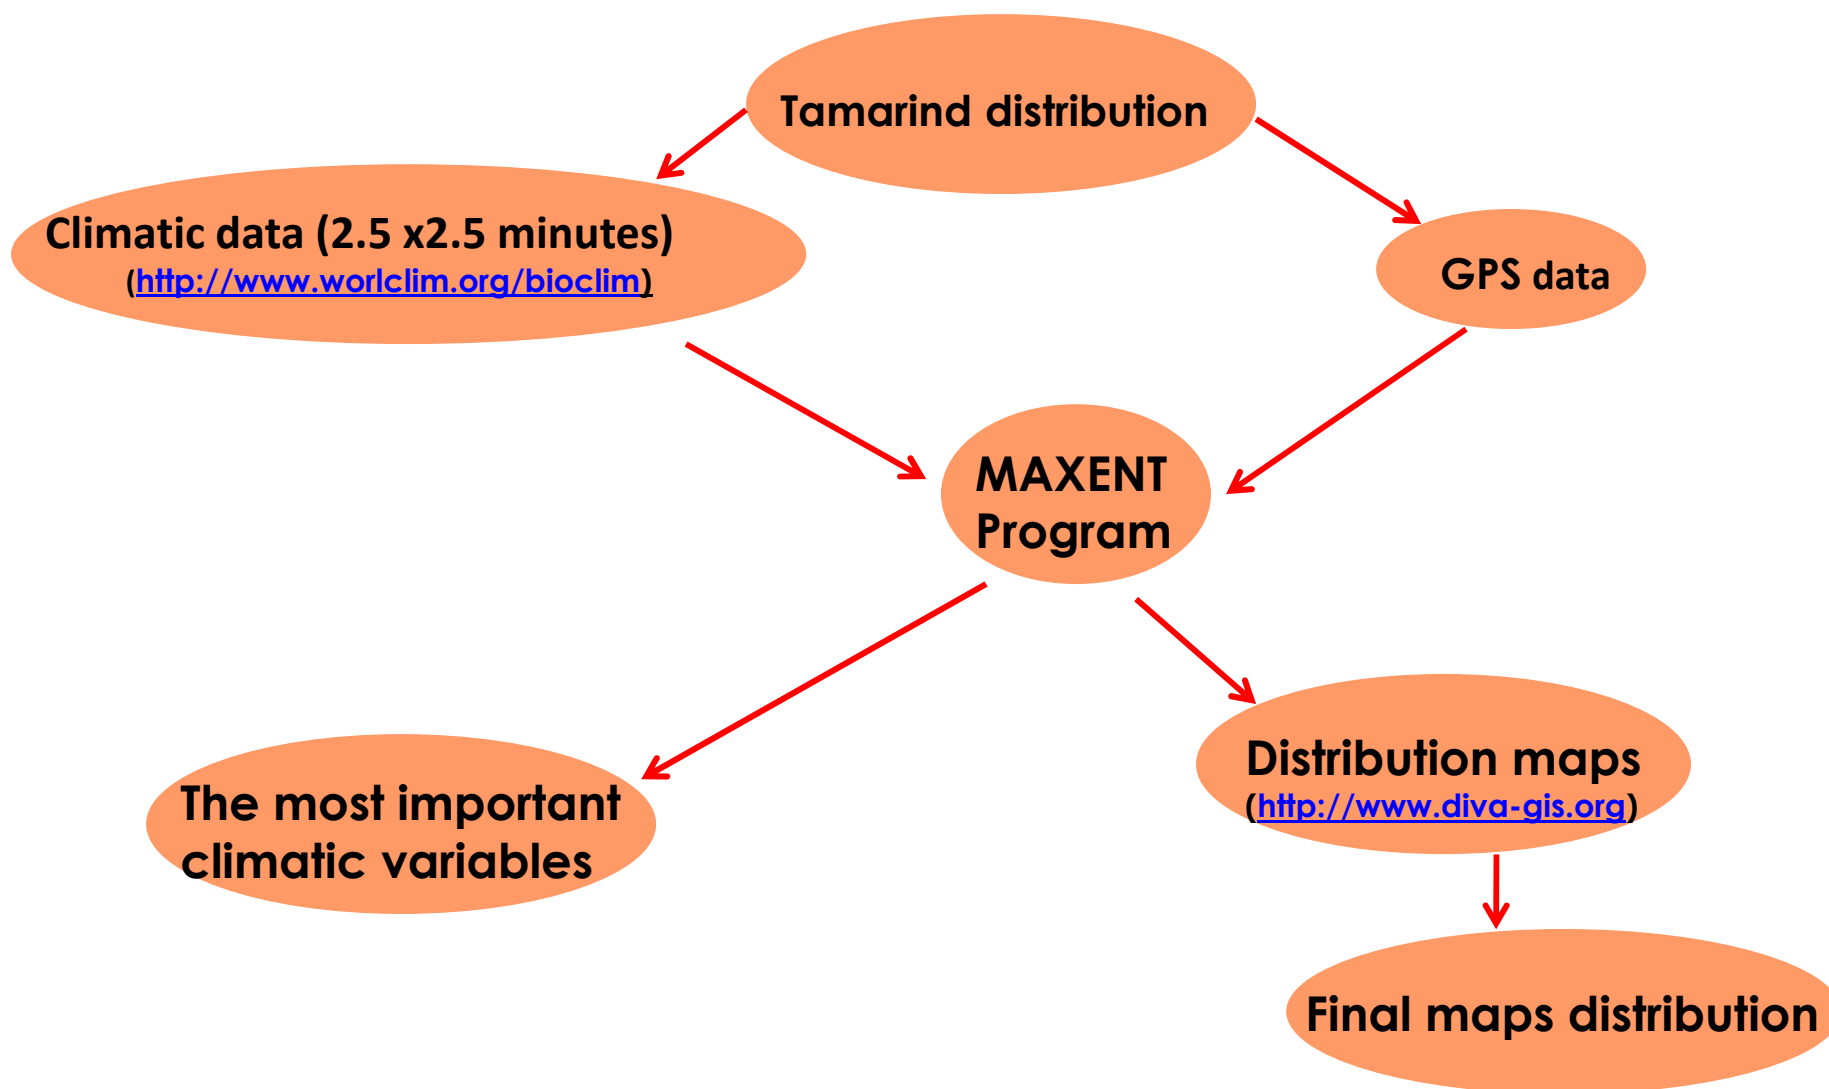 Tamarind distribution
Climatic data (2.5 x2.5 minutes)
(http://www.worlclim.org/bioclim)
GPS data
MAXENT
Program
The most important
climatic variables
Distribution maps
(http://www.diva-gis.org)
Final maps distribution